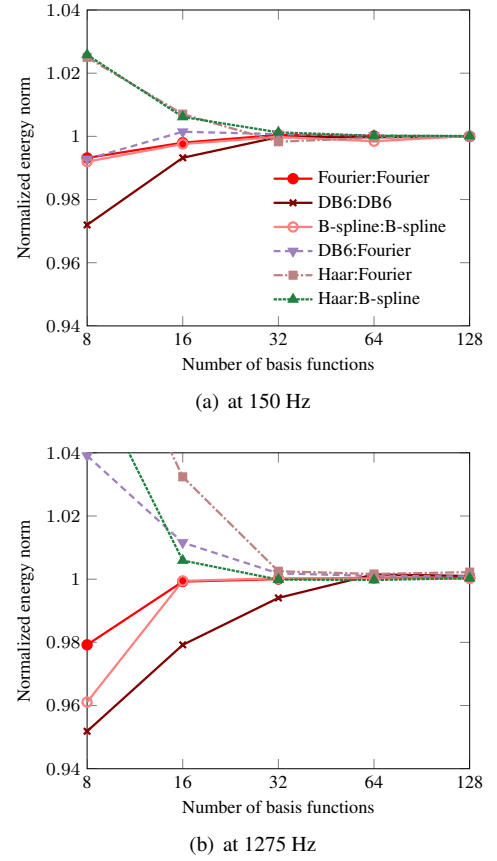 1.04
1.02
1
0.98
0.96
0.94
Normalized energy norm
Fourier:Fourier
DB6:DB6
B-spline:B-spline
DB6:Fourier
Haar:Fourier
Haar:B-spline
8 16 32 64 128
Number of basis functions
(a) at 150 Hz
1.04
1.02
1
0.98
0.96
0.94
Normalized energy norm
8 16 32 64 128
Number of basis functions
(b) at 1275 Hz